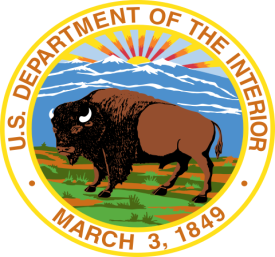 U.S. DEPARTMENT OF THE INTERIOR
MARCH 3, 1849